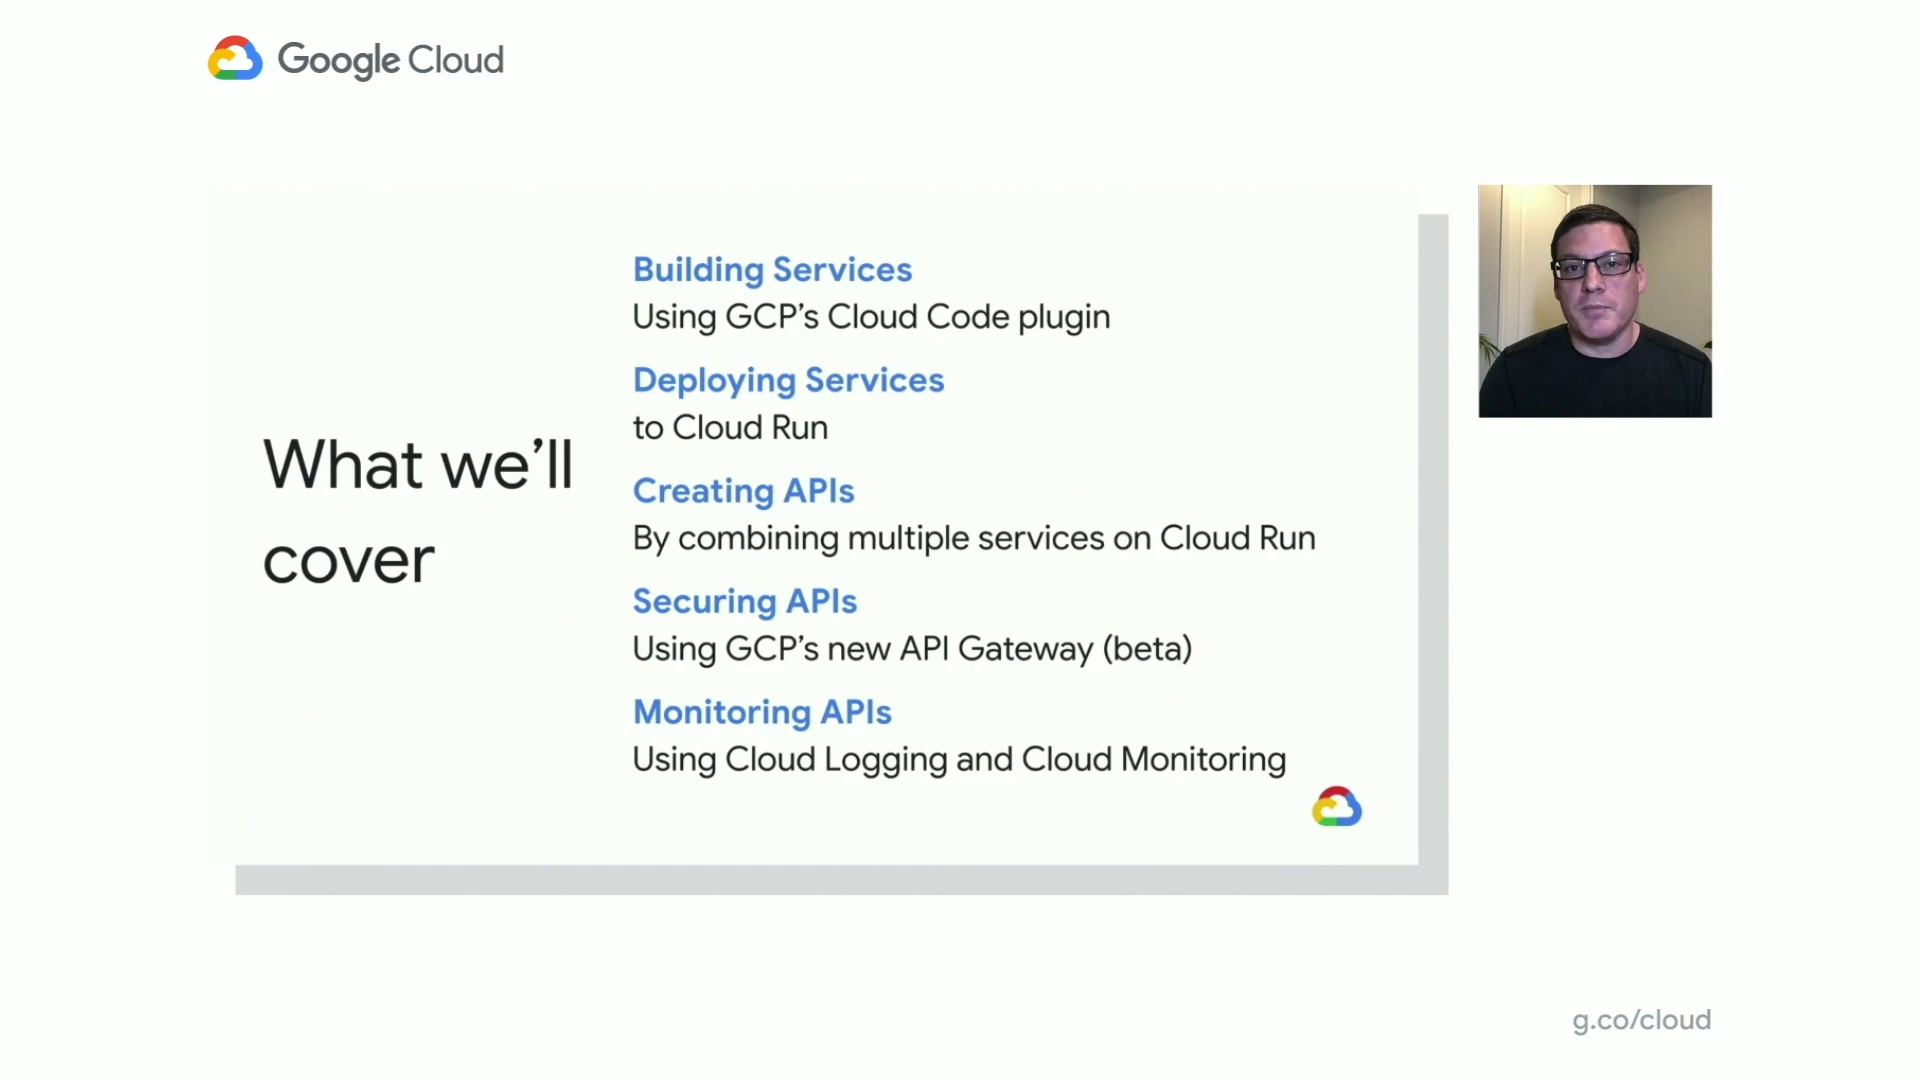 Google Cloud
What we’ll
cover
Building Services
Using GCP’s Cloud Code plugin
Deploying Services
to Cloud Run
Creating APIs
By combining multiple services on Cloud Run
Securing APIs
Using GCP’s new API Gateway (beta)
Monitoring APIs
Using Cloud Logging and Cloud Monitoring
g.co/cloud